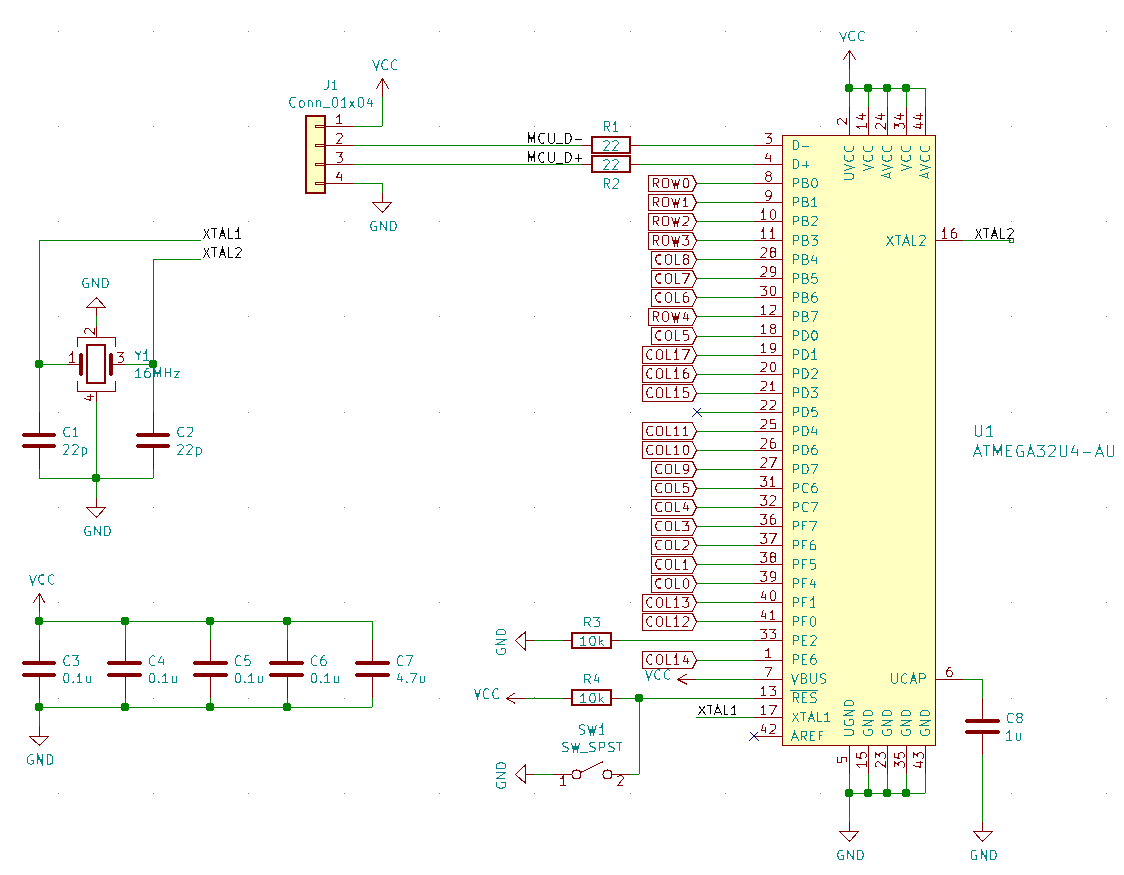 VCC
J1
Conn_01x04
1
2
3
4
VCC
GND
MCU_D-
MCU_D+
R1
22
22
R2
XTAL1
XTAL2
GND
2
1
3
4
Y1
16MHz
C1
22p
C2
22p
GND
VCC
C3
0.1u
C4
0.1u
C5
0.1u
C6
0.1u
C7
4.7u
GND
2 14 24 34 44
UVCC VCC AVCC VCC AVCC
3 D-
4 D+
ROW0 8 PB0
ROW1 9 PB1
ROW2 10 PB2
ROW3 11 PB3
COL8 28 PB4
COL7 29 PB5
COL6 30 PB6
ROW4 12 PB7
COL5 18 PD0
COL17 19 PD1
COL16 20 PD2
COL15 21 PD3
22 PD5
COL11 25 PD4
COL10 26 PD6
COL9 27 PD7
COL5 31 PC6
COL4 32 PC7
COL3 36 PF7
COL2 37 PF6
COL1 38 PF5
COL0 39 PF4
COL13 40 PF1
COL12 41 PF0
GND R3 10k 33 PE2
COL14 1 PE6
VCC 7 VBUS
VCC R4 10k 13 RES
XTAL1 17 XTAL1
42 AREF
SW1
SW_SPST
GND 1 2
XTAL2 16 XTAL2
U1
ATMEGA32U4-AU
UCAP 6
C8
1u
UGND GND GND GND GND
5 15 23 35 43
GND
GND